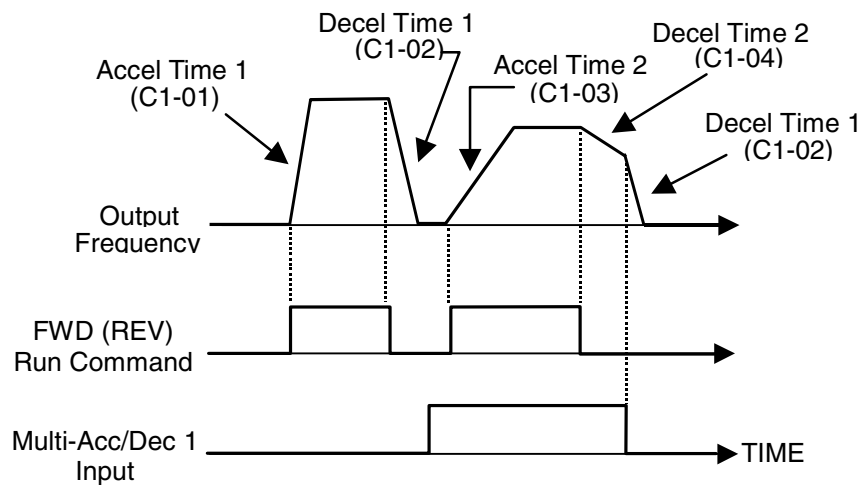 Decel Time 1
(C1-02)
Decel Time 2
(C1-04)
Accel Time 1
(C1-01)
Accel Time 2
(C1-03)
Decel Time 1
(C1-02)
Output
Frequency
FWD (REV)
Run Command
Multi-Acc/Dec 1
Input
TIME